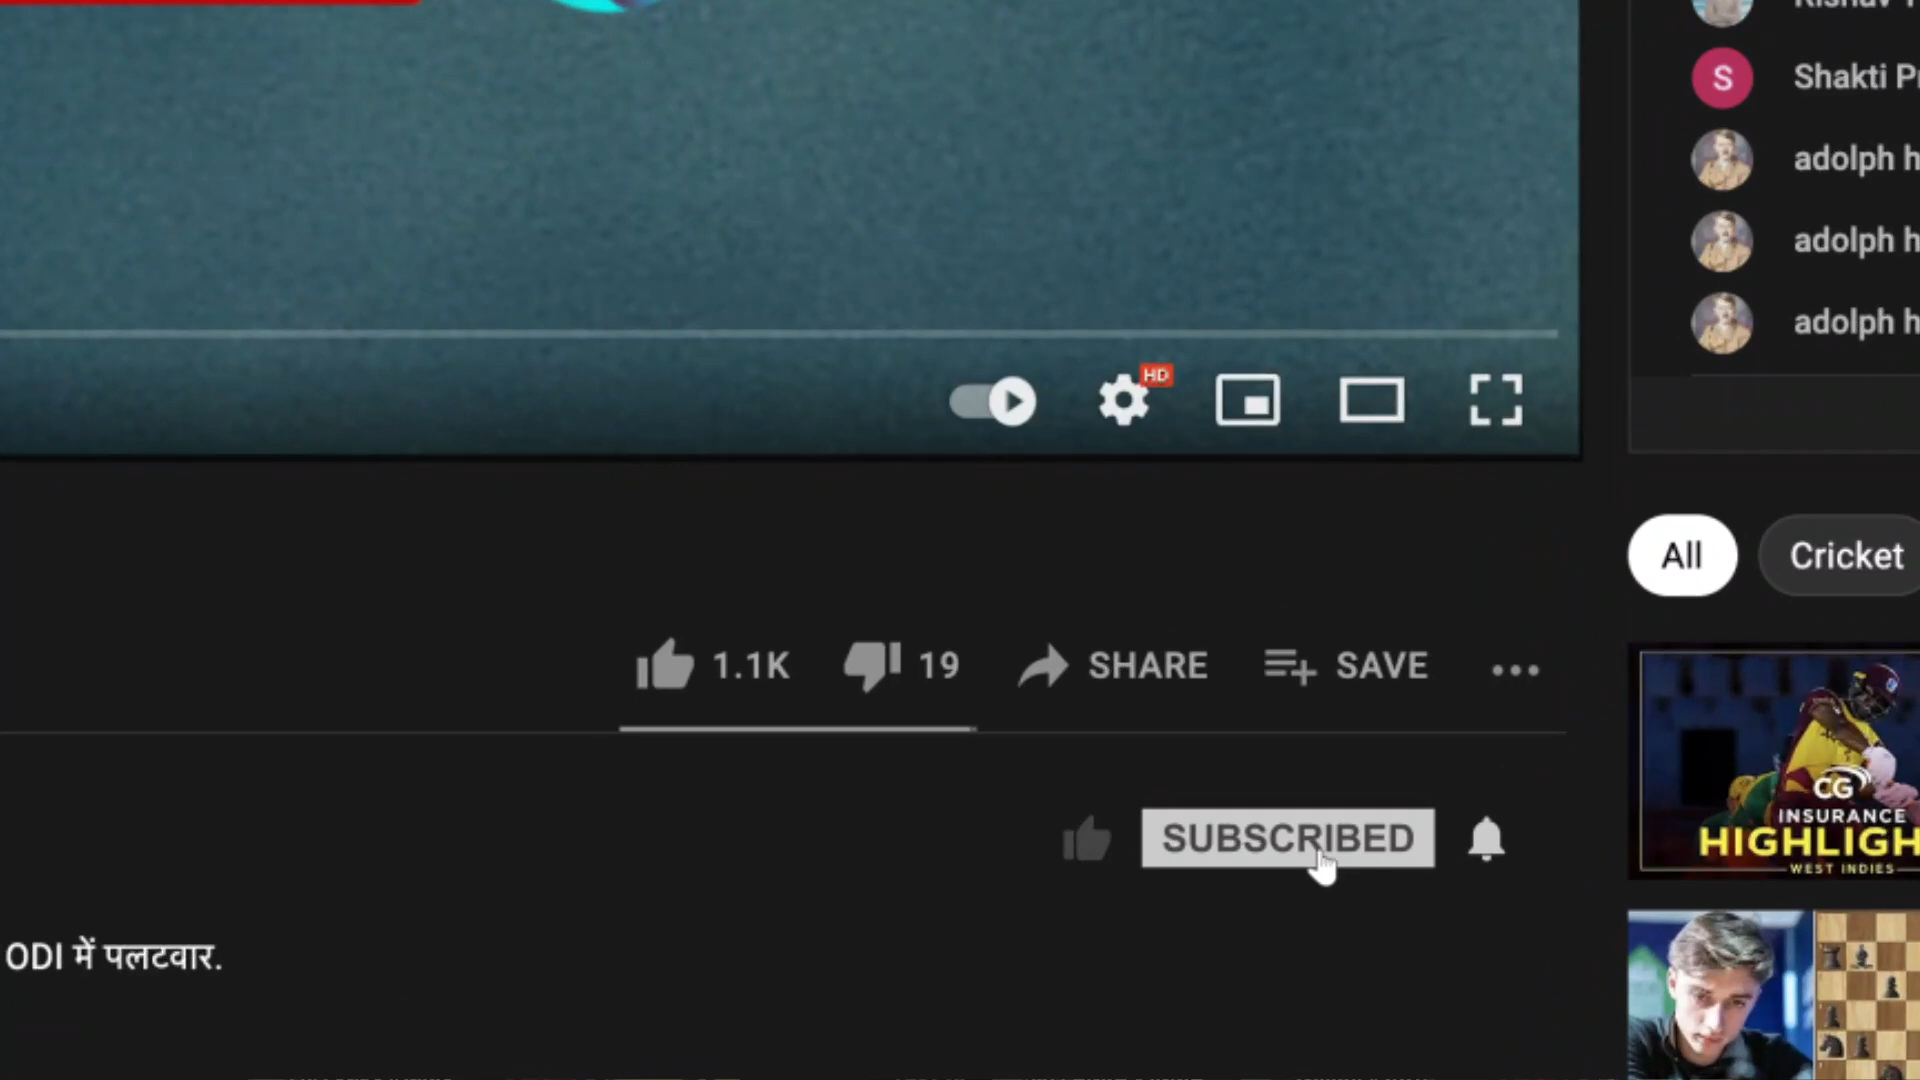 Shakti
adolph h
adolph h
adolph h
HD
All
Cricket
1.1K
19
SHARE
SAVE
SUBSCRIBED
CG
INSURANCE
HIGHLIGH
WEST INDIES
ODI में पलटवार.